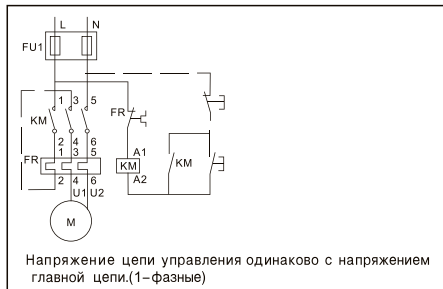 L N
FU1
1 3 5
KM
FR
2 4 6
1 3 5
FR
A1
KM
A2
KM
2 4 6
U1 U2
M
Напряжение цепи управления одинаково с напряжением
главной цепи.(1-фазные)